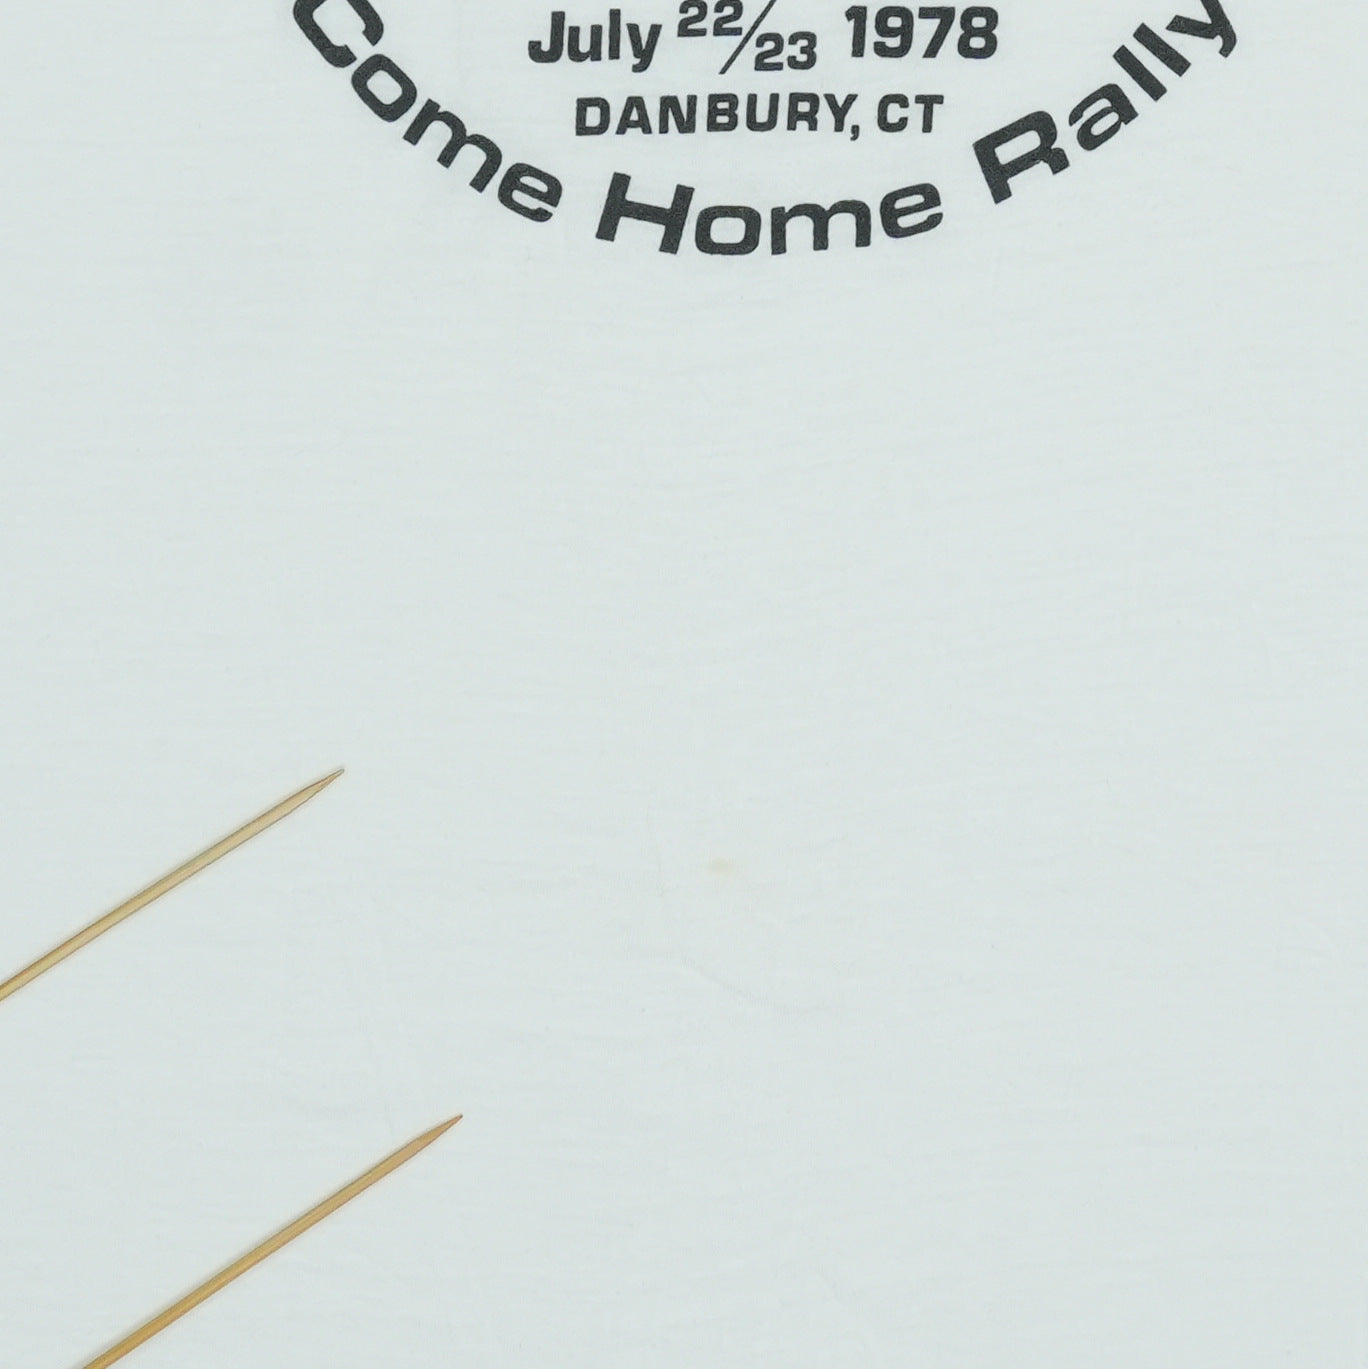 July 22/23 1978
DANBURY, CT
Come Home Rally